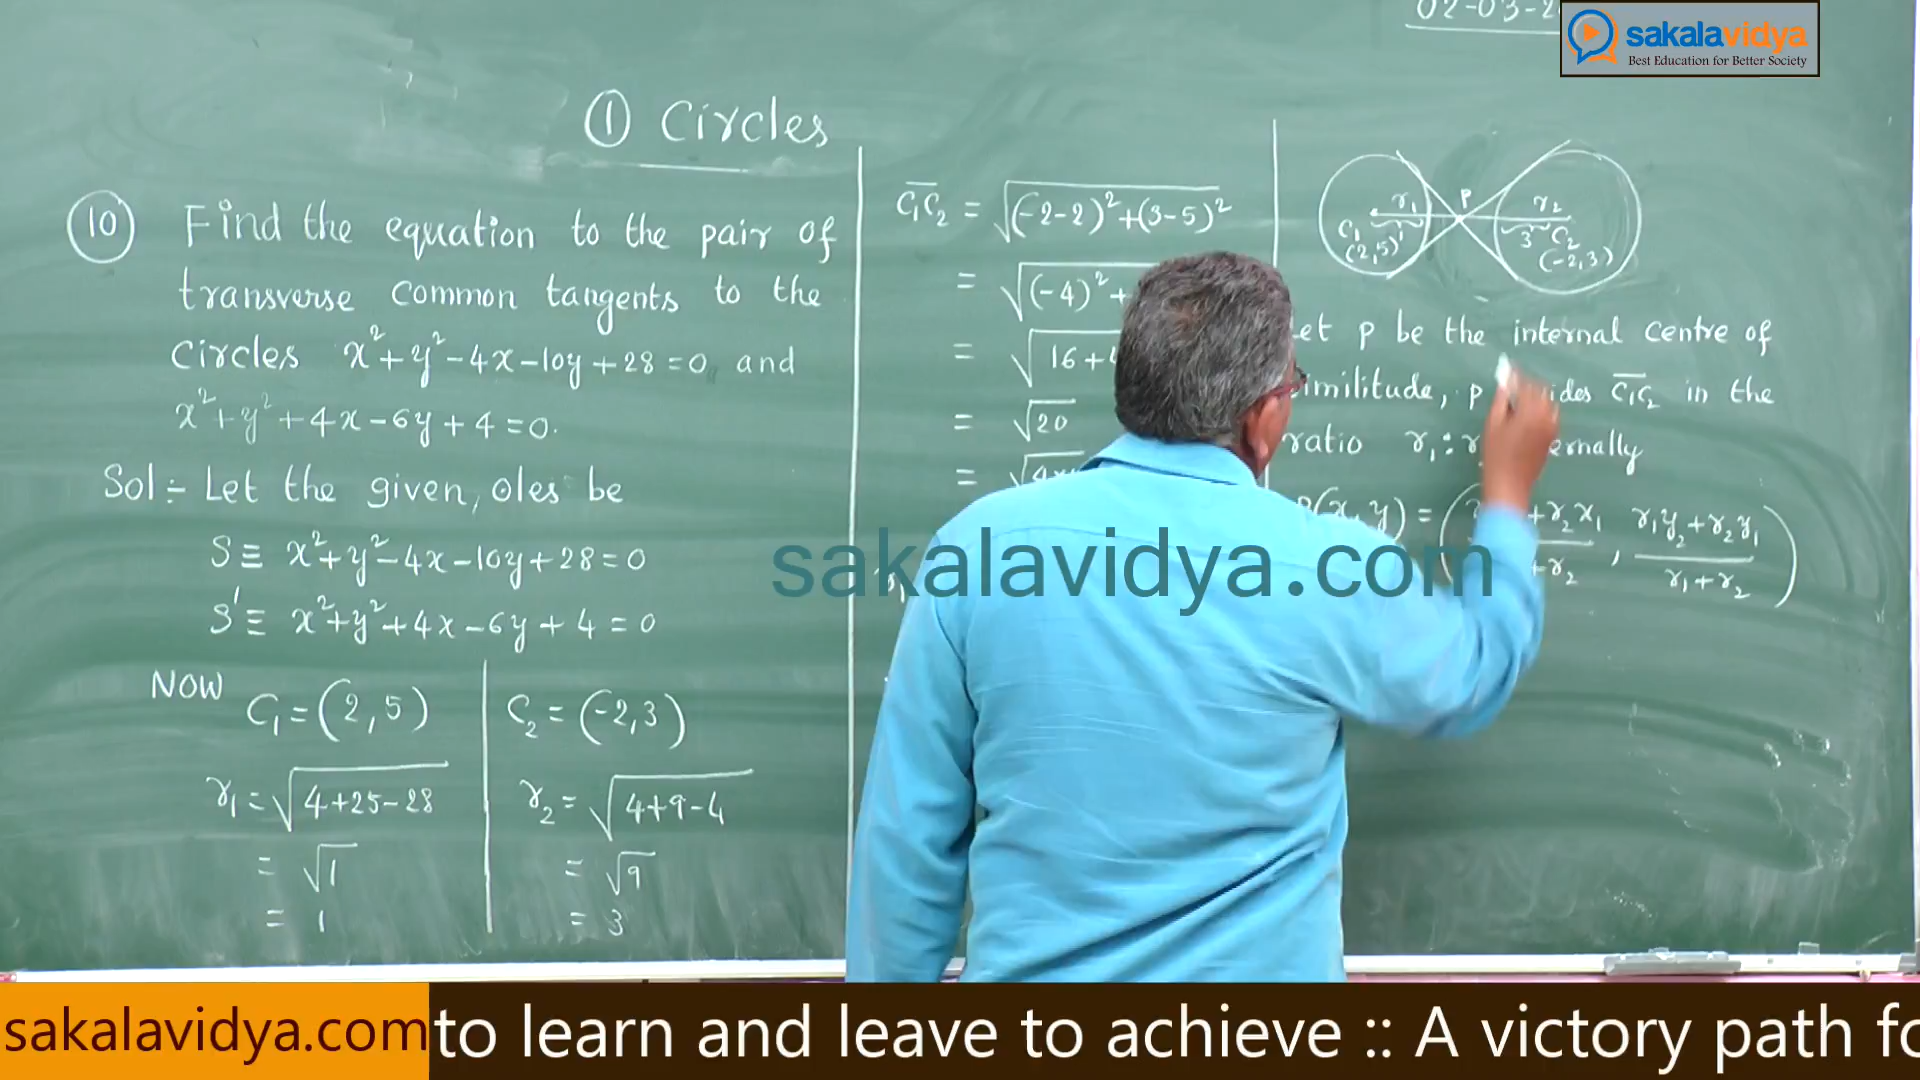 02-03-2
sakalavidya
Best Education for Better Society
① Circles
⑩ Find the equation to the pair of
transverse common tangents to the
circles x²+y²-4x-10y+28=0 and
x²+y²+4x-6y+4=0.
Sol:- Let the given, oles be
S≡ x²+y²-4x-10y+28=0
S'≡ x²+y²+4x-6y+4=0
NOW C₁=(2,5)
r₁=√4+25-28
= √1
= 1
C₂=(-2,3)
r₂=√4+9-4
= √9
= 3
C₁C₂ = √(-2-2)²+(3-5)²
= √(-4)²+
= √16+4
= √20
= √4×
r₁ P r₂
C₁ (2,5) 1
3 C₂ (-2,3)
Let P be the internal centre of
imilitude, P ides C₁C₂ in the
ratio r₁:r ernally
P(x,y) = ( +r₂x₁ / +r₂ , r₁y₂+r₂y₁ / r₁+r₂ )
sakalavidya.com
sakalavidya.com to learn and leave to achieve :: A victory path fo